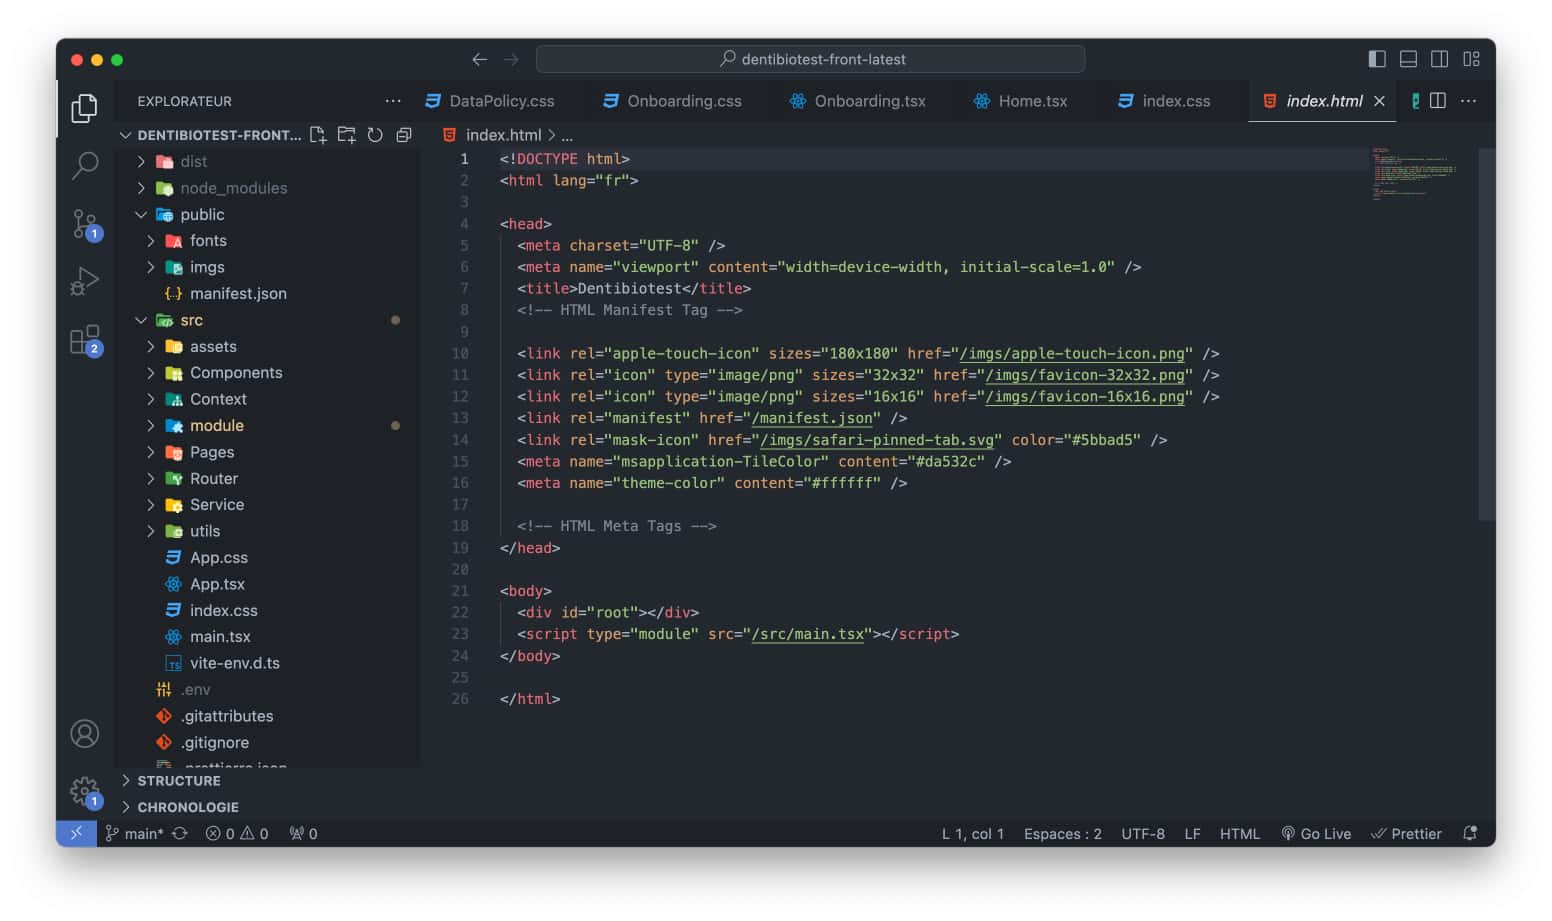 dentibiotest-front-latest
EXPLORATEUR
DataPolicy.css
Onboarding.css
Onboarding.tsx
Home.tsx
index.css
index.html
DENTIBIOTEST-FRONT...
index.html > ...
dist
node_modules
public
fonts
imgs
manifest.json
src
assets
Components
Context
module
Pages
Router
Service
utils
App.css
App.tsx
index.css
main.tsx
TS vite-env.d.ts
.env
.gitattributes
.gitignore
.prettierrc.json
STRUCTURE
CHRONOLOGIE
1
2
1
1 <!DOCTYPE html>
2 <html lang="fr">
3
4 <head>
5 <meta charset="UTF-8" />
6 <meta name="viewport" content="width=device-width, initial-scale=1.0" />
7 <title>Dentibiotest</title>
8 <!-- HTML Manifest Tag -->
9
10 <link rel="apple-touch-icon" sizes="180x180" href="/imgs/apple-touch-icon.png" />
11 <link rel="icon" type="image/png" sizes="32x32" href="/imgs/favicon-32x32.png" />
12 <link rel="icon" type="image/png" sizes="16x16" href="/imgs/favicon-16x16.png" />
13 <link rel="manifest" href="/manifest.json" />
14 <link rel="mask-icon" href="/imgs/safari-pinned-tab.svg" color="#5bbad5" />
15 <meta name="msapplication-TileColor" content="#da532c" />
16 <meta name="theme-color" content="#ffffff" />
17
18 <!-- HTML Meta Tags -->
19 </head>
20
21 <body>
22 <div id="root"></div>
23 <script type="module" src="/src/main.tsx"></script>
24 </body>
25
26 </html>
main* 0 0 0
L 1, col 1 Espaces : 2 UTF-8 LF HTML Go Live Prettier